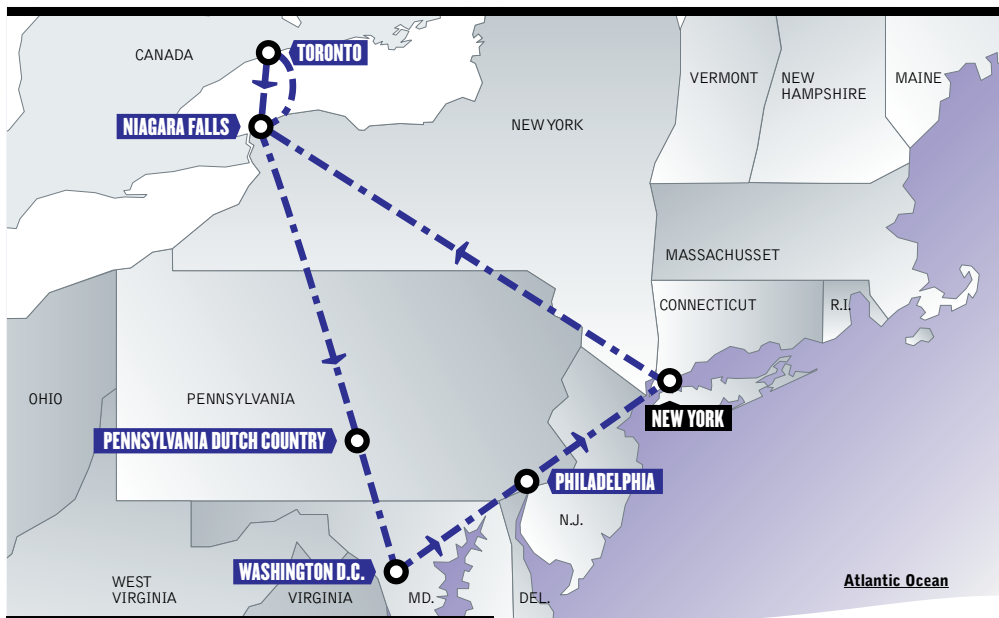 CANADA
TORONTO
VERMONT
NEW
HAMPSHIRE
MAINE
NIAGARA FALLS
NEW YORK
MASSACHUSSET
CONNECTICUT
R.I.
OHIO
PENNSYLVANIA
NEW YORK
PENNSYLVANIA DUTCH COUNTRY
PHILADELPHIA
N.J.
WASHINGTON D.C.
WEST
VIRGINIA
VIRGINIA
MD.
DEL.
Atlantic Ocean